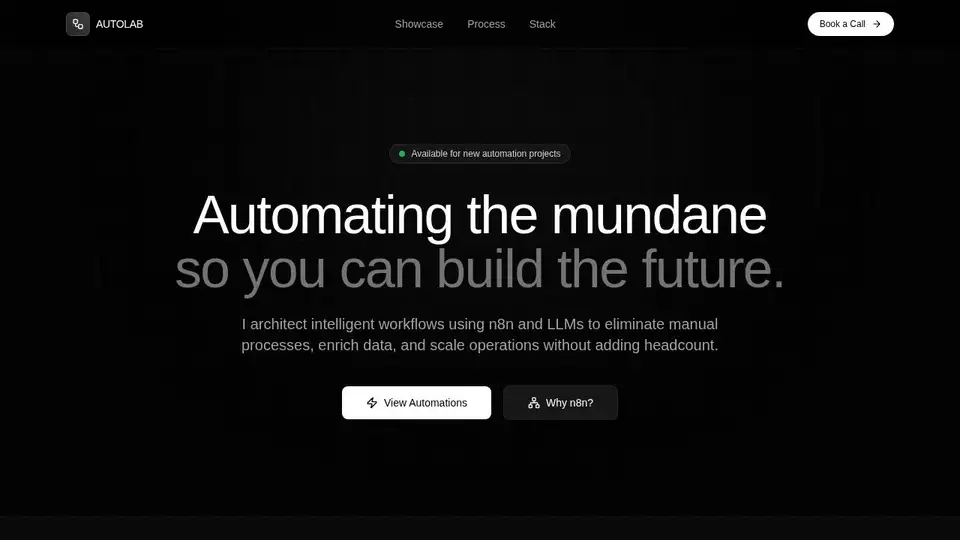 AUTOLAB
Showcase
Process
Stack
Book a Call
Available for new automation projects
Automating the mundane
so you can build the future.
I architect intelligent workflows using n8n and LLMs to eliminate manual
processes, enrich data, and scale operations without adding headcount.
View Automations
Why n8n?